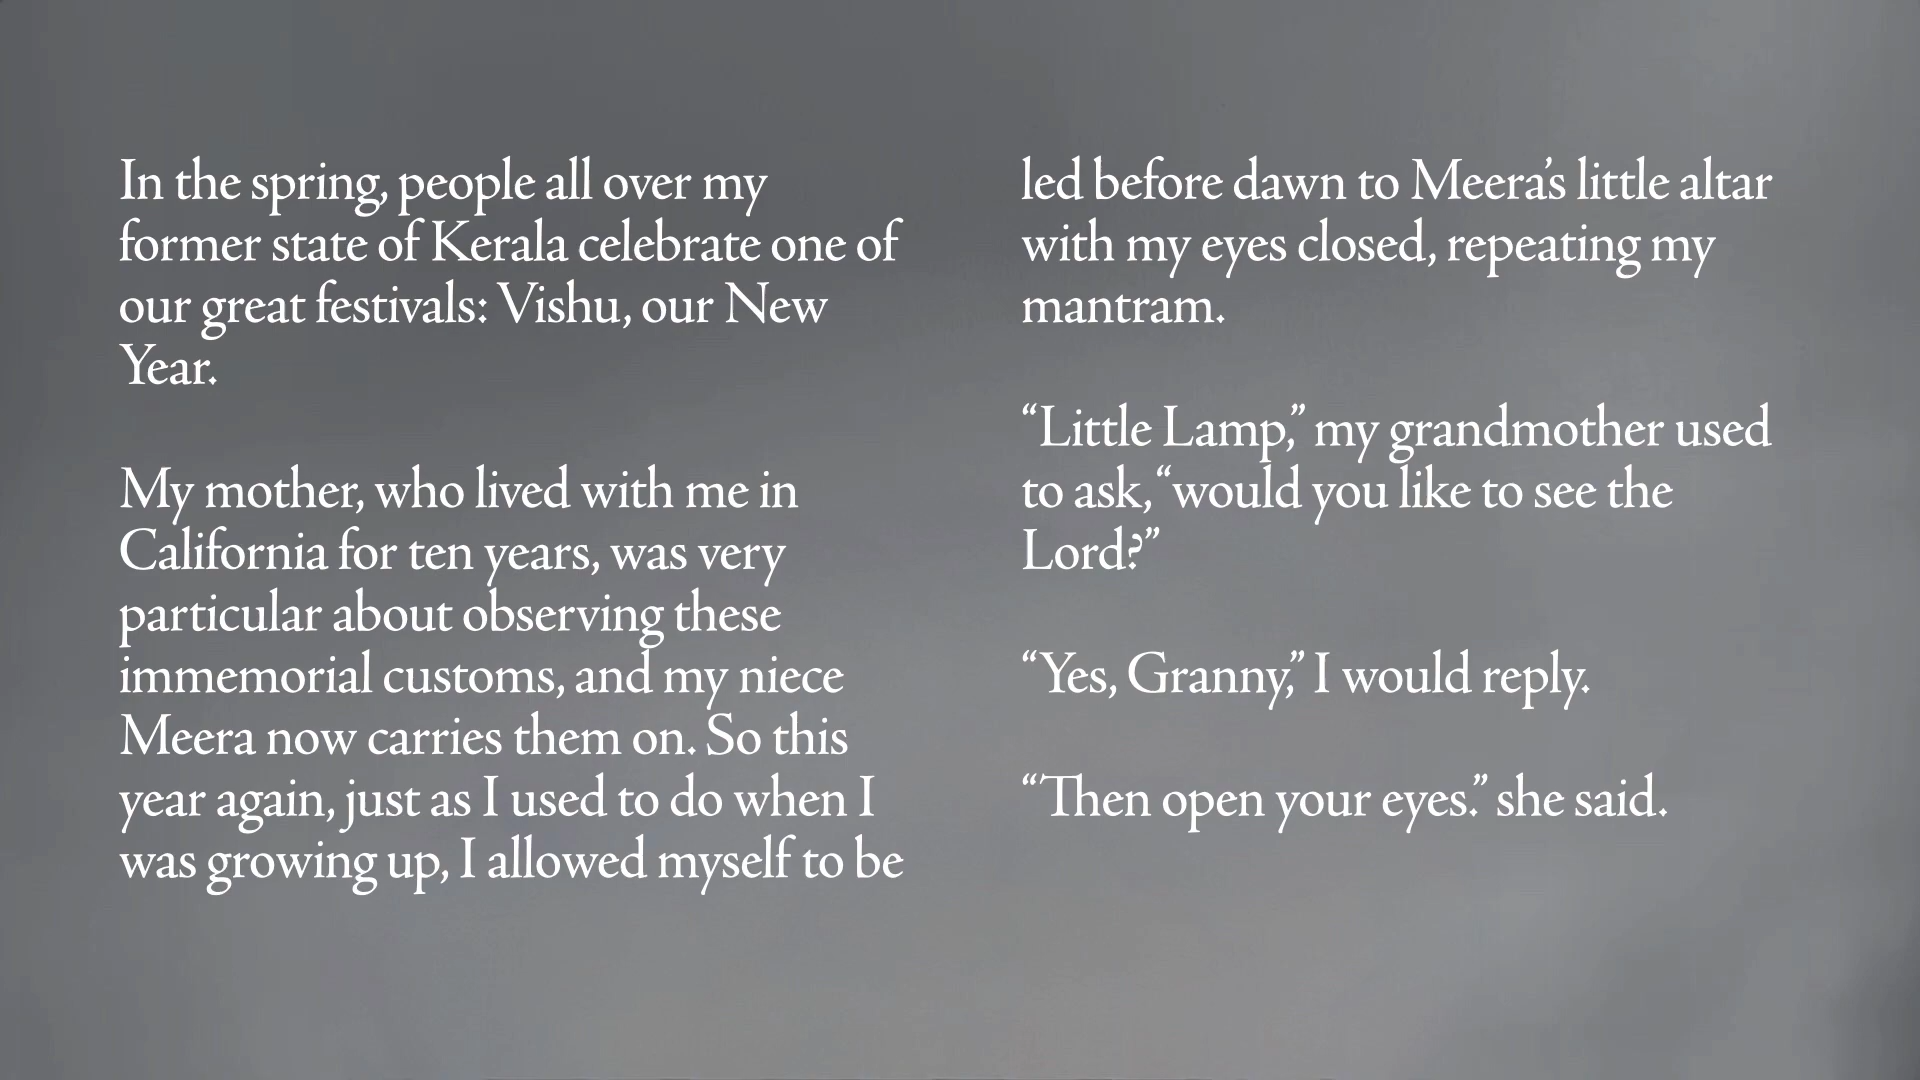 In the spring, people all over my
former state of Kerala celebrate one of
our great festivals: Vishu, our New
Year.
My mother, who lived with me in
California for ten years, was very
particular about observing these
immemorial customs, and my niece
Meera now carries them on. So this
year again, just as I used to do when I
was growing up, I allowed myself to be
led before dawn to Meera’s little altar
with my eyes closed, repeating my
mantram.
“Little Lamp,” my grandmother used
to ask, “would you like to see the
Lord?”
“Yes, Granny,” I would reply.
“Then open your eyes.” she said.